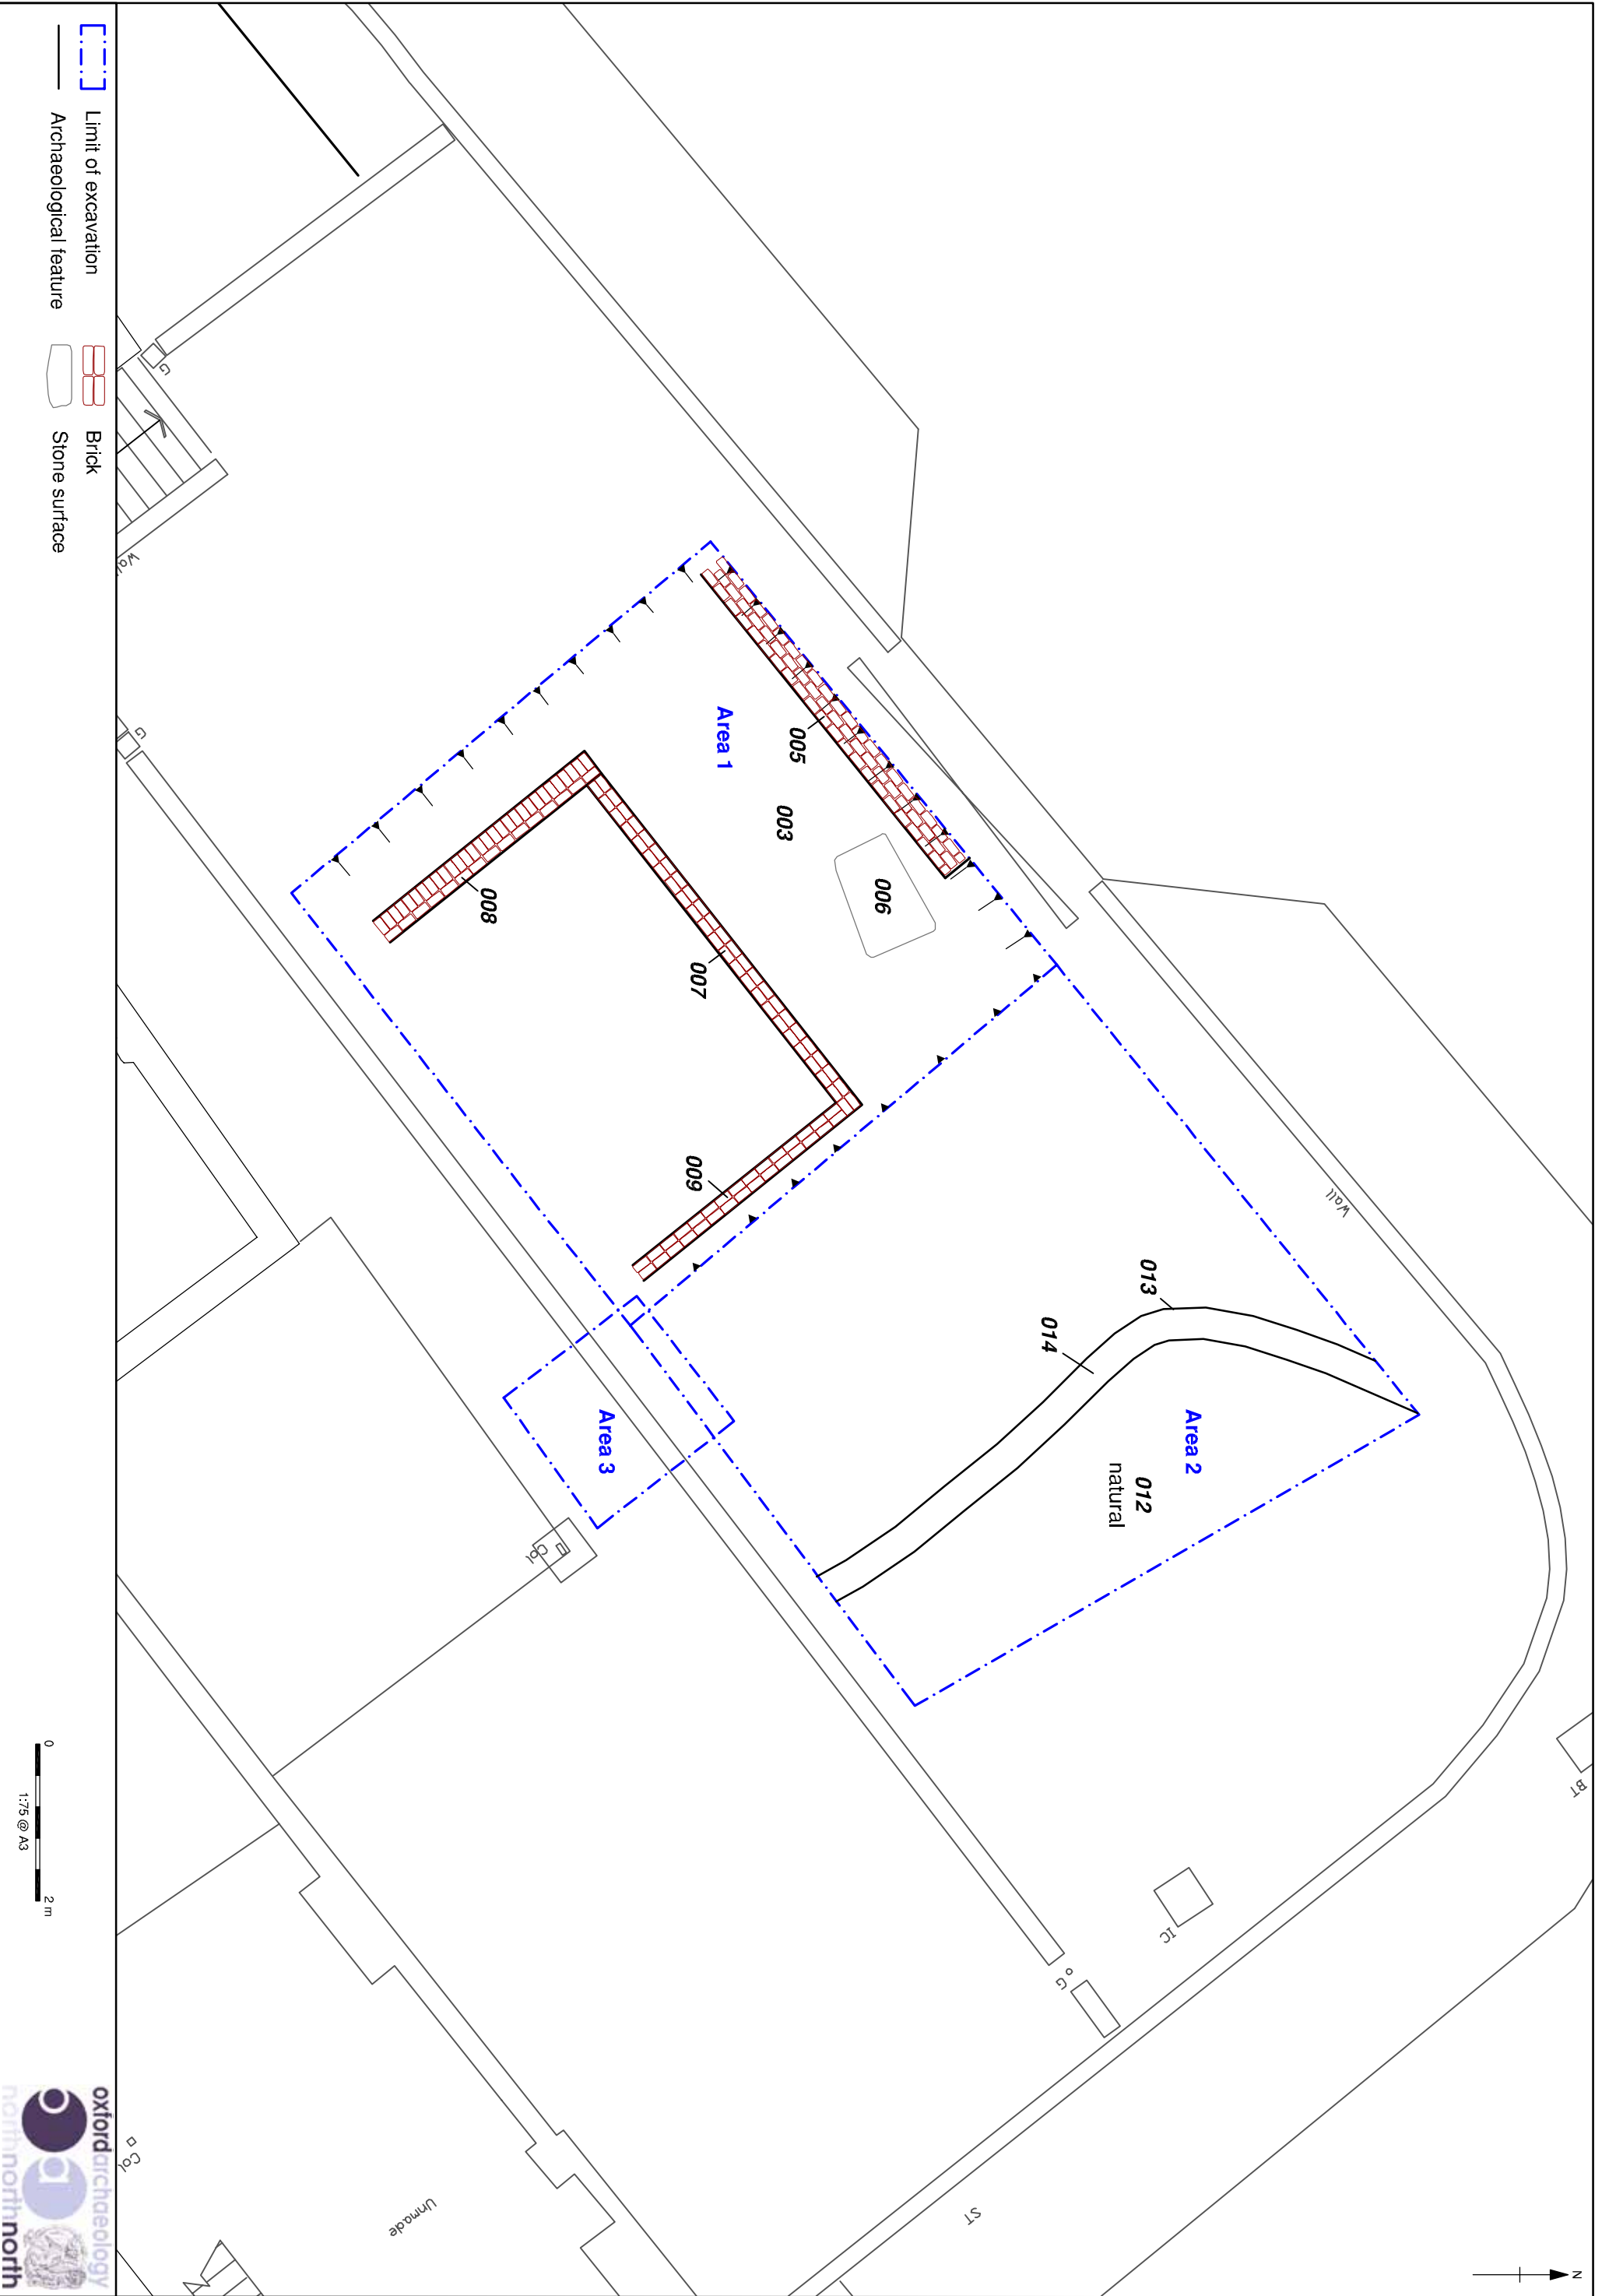 N
BT
IC
ST
G
Wall
Area 2
012
natural
013
014
Area 1
005
003
006
007
008
009
Area 3
Col
G
G
Wall
Unmade
Col
Limit of excavation
Archaeological feature
Brick
Stone surface
0
2 m
1:75 @ A3
oxfordarchaeology
northnorthnorth